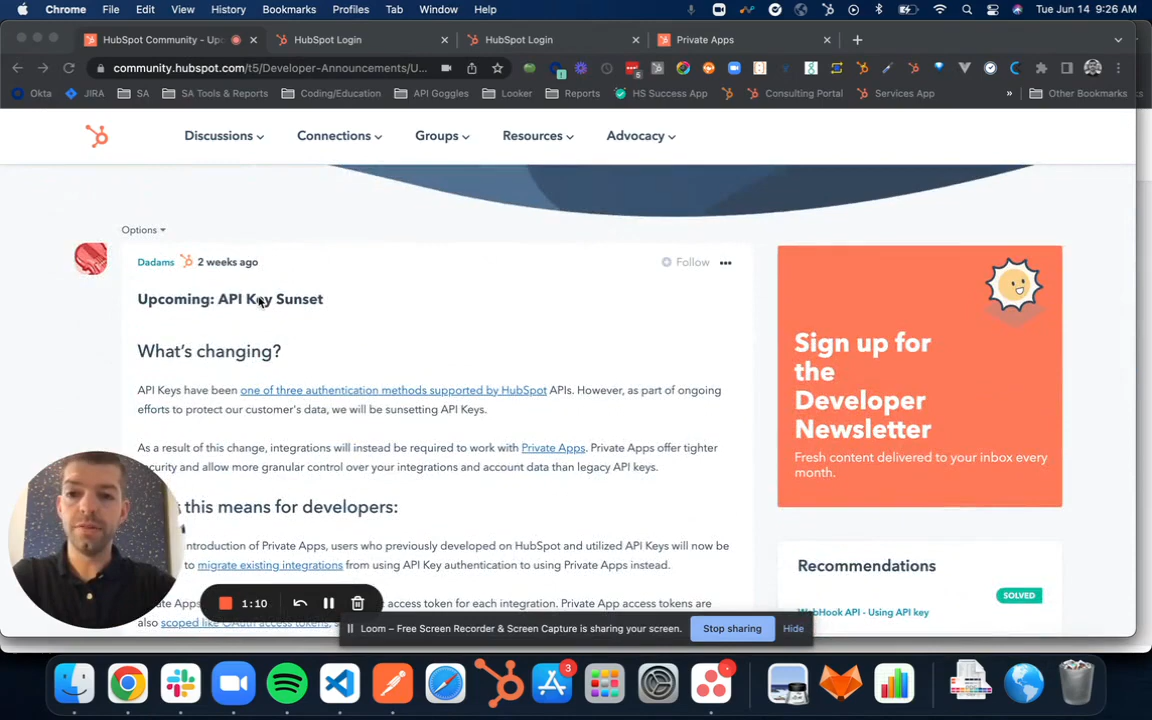 Chrome File Edit View History Bookmarks Profiles Tab Window Help Tue Jun 14 9:26 AM
HubSpot Community - Upc HubSpot Login HubSpot Login Private Apps
community.hubspot.com/t5/Developer-Announcements/U...
Okta JIRA SA SA Tools & Reports Coding/Education API Goggles Looker Reports HS Success App Consulting Portal Services App » Other Bookmarks
Discussions Connections Groups Resources Advocacy
Options
Dadams 2 weeks ago Follow
Upcoming: API Key Sunset
What's changing?
API Keys have been one of three authentication methods supported by HubSpot APIs. However, as part of ongoing
efforts to protect our customer's data, we will be sunsetting API Keys.
As a result of this change, integrations will instead be required to work with Private Apps. Private Apps offer tighter
security and allow more granular control over your integrations and account data than legacy API keys.
this means for developers:
ntroduction of Private Apps, users who previously developed on HubSpot and utilized API Keys will now be
to migrate existing integrations from using API Key authentication to using Private Apps instead.
access token for each integration. Private App access tokens are
also scoped like OAuth access tokens,
Sign up for
the
Developer
Newsletter
Fresh content delivered to your inbox every
month.
Recommendations
SOLVED
WebHook API - Using API key
1:10
Loom – Free Screen Recorder & Screen Capture is sharing your screen. Stop sharing Hide
3